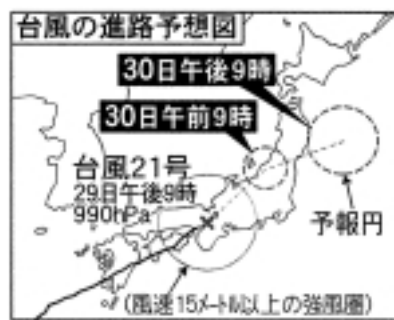 台風の進路予想図
30日午後9時
30日午前9時
台風21号
29日午後9時
990hPa
予報円
(風速15メートル以上の強風圏)